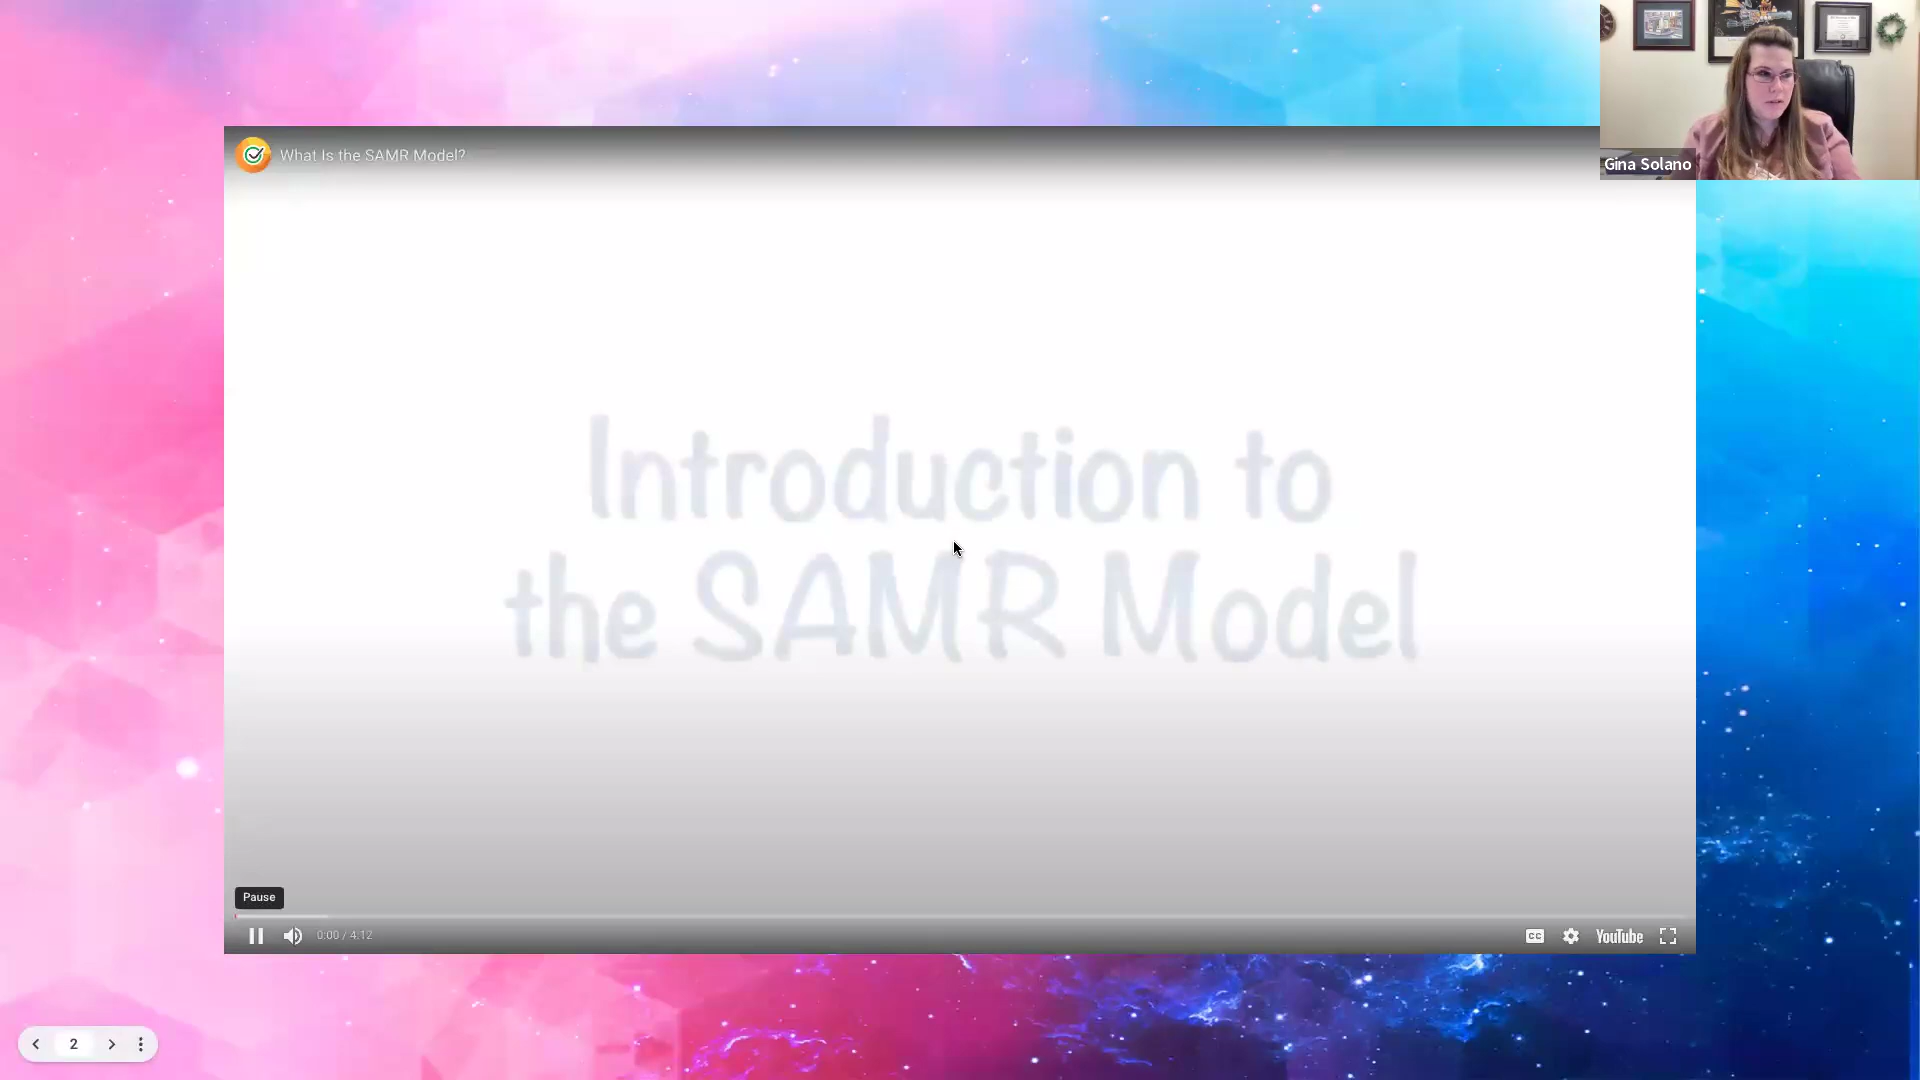 What Is the SAMR Model?
Gina Solano
Introduction to
the SAMR Model
Pause
0:00 / 4:12
CC
YouTube
2